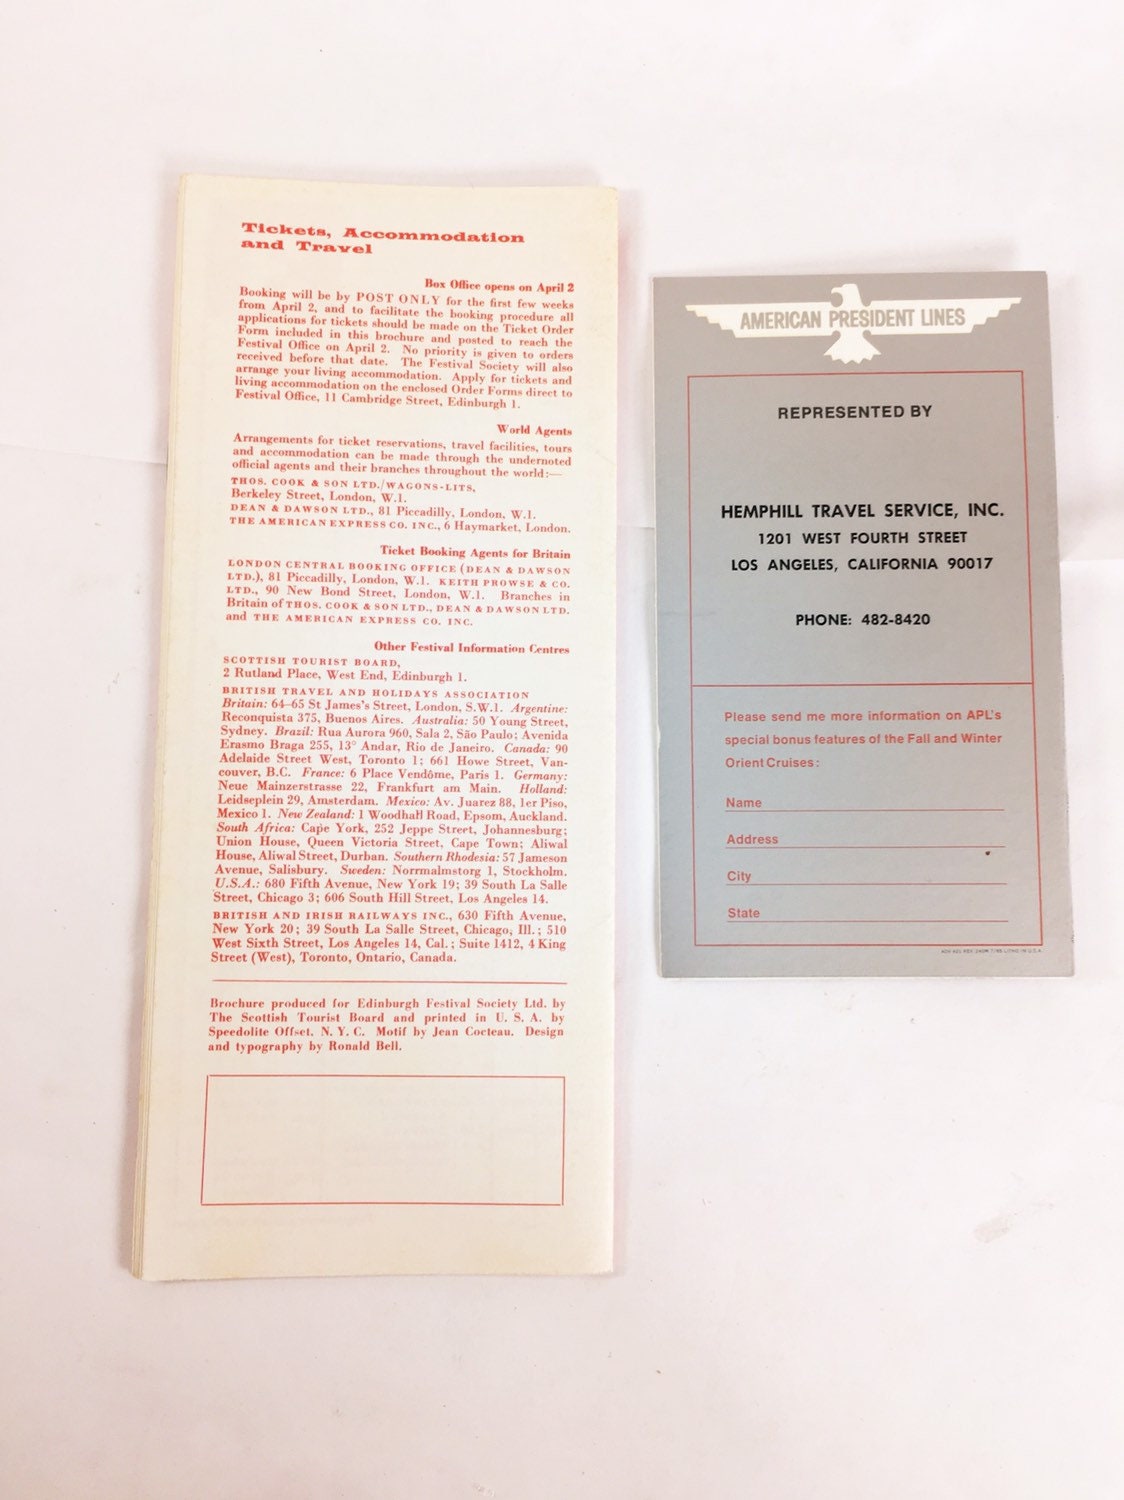 Tickets, Accommodation
and Travel
Box Office opens on April 2
Booking will be by POST ONLY for the first few weeks
from April 2, and to facilitate the booking procedure all
applications for tickets should be made on the Ticket Order
Form included in this brochure and posted to reach the
Festival Office on April 2. No priority is given to orders
received before that date. The Festival Society will also
arrange your living accommodation. Apply for tickets and
living accommodation on the enclosed Order Forms direct to
Festival Office, 11 Cambridge Street, Edinburgh 1.
World Agents
Arrangements for ticket reservations, travel facilities, tours
and accommodation can be made through the undernoted
official agents and their branches throughout the world:—
THOS. COOK & SON LTD./WAGONS-LITS,
Berkeley Street, London, W.1.
DEAN & DAWSON LTD., 81 Piccadilly, London, W.1.
THE AMERICAN EXPRESS CO. INC., 6 Haymarket, London.
Ticket Booking Agents for Britain
LONDON CENTRAL BOOKING OFFICE (DEAN & DAWSON
LTD.), 81 Piccadilly, London, W.1. KEITH PROWSE & CO.
LTD., 90 New Bond Street, London, W.1. Branches in
Britain of THOS. COOK & SON LTD., DEAN & DAWSON LTD.
and THE AMERICAN EXPRESS CO. INC.
Other Festival Information Centres
SCOTTISH TOURIST BOARD,
2 Rutland Place, West End, Edinburgh 1.
BRITISH TRAVEL AND HOLIDAYS ASSOCIATION
Britain: 64–65 St James's Street, London, S.W.1. Argentine:
Reconquista 375, Buenos Aires. Australia: 50 Young Street,
Sydney. Brazil: Rua Aurora 960, Sala 2, São Paulo; Avenida
Erasmo Braga 255, 13° Andar, Rio de Janeiro. Canada: 90
Adelaide Street West, Toronto 1; 661 Howe Street, Van-
couver, B.C. France: 6 Place Vendôme, Paris 1. Germany:
Neue Mainzerstrasse 22, Frankfurt am Main. Holland:
Leidseplein 29, Amsterdam. Mexico: Av. Juarez 88, 1er Piso,
Mexico 1. New Zealand: 1 Woodhall Road, Epsom, Auckland.
South Africa: Cape York, 252 Jeppe Street, Johannesburg;
Union House, Queen Victoria Street, Cape Town; Aliwal
House, Aliwal Street, Durban. Southern Rhodesia: 57 Jameson
Avenue, Salisbury. Sweden: Norrmalmstorg 1, Stockholm.
U.S.A.: 680 Fifth Avenue, New York 19; 39 South La Salle
Street, Chicago 3; 606 South Hill Street, Los Angeles 14.
BRITISH AND IRISH RAILWAYS INC., 630 Fifth Avenue,
New York 20; 39 South La Salle Street, Chicago, Ill.; 510
West Sixth Street, Los Angeles 14, Cal.; Suite 1412, 4 King
Street (West), Toronto, Ontario, Canada.
Brochure produced for Edinburgh Festival Society Ltd. by
The Scottish Tourist Board and printed in U. S. A. by
Speedolite Offset, N. Y. C. Motif by Jean Cocteau. Design
and typography by Ronald Bell.
AMERICAN PRESIDENT LINES
REPRESENTED BY
HEMPHILL TRAVEL SERVICE, INC.
1201 WEST FOURTH STREET
LOS ANGELES, CALIFORNIA 90017
PHONE: 482-8420
Please send me more information on APL's
special bonus features of the Fall and Winter
Orient Cruises:
Name
Address
City
State